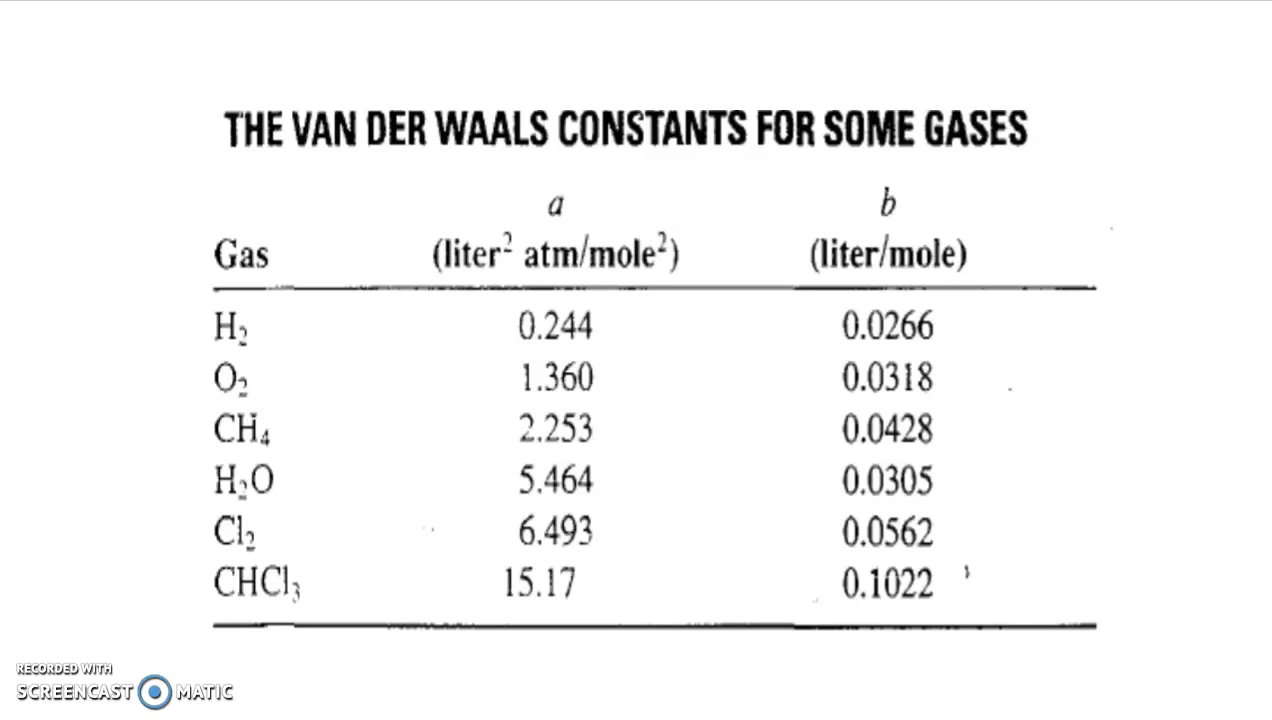 THE VAN DER WAALS CONSTANTS FOR SOME GASES
a b
Gas (liter² atm/mole²) (liter/mole)
H₂ 0.244 0.0266
O₂ 1.360 0.0318
CH₄ 2.253 0.0428
H₂O 5.464 0.0305
Cl₂ 6.493 0.0562
CHCl₃ 15.17 0.1022
RECORDED WITH
SCREENCAST MATIC